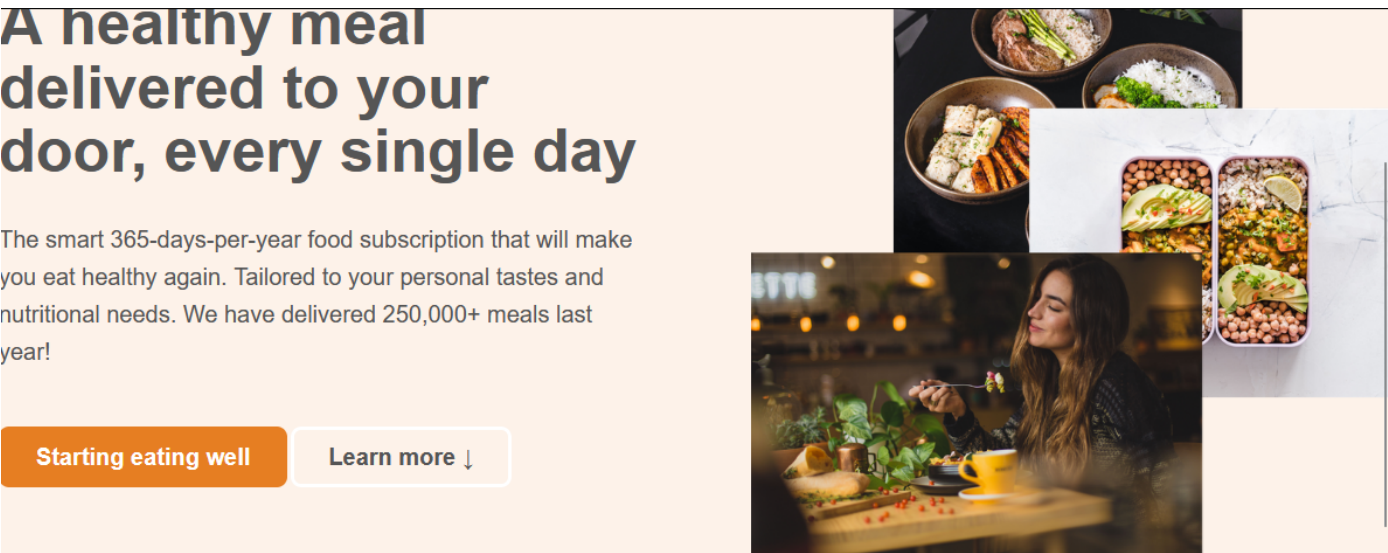 A healthy meal
delivered to your
door, every single day
The smart 365-days-per-year food subscription that will make
you eat healthy again. Tailored to your personal tastes and
nutritional needs. We have delivered 250,000+ meals last
year!
Starting eating well
Learn more ↓
ETTE